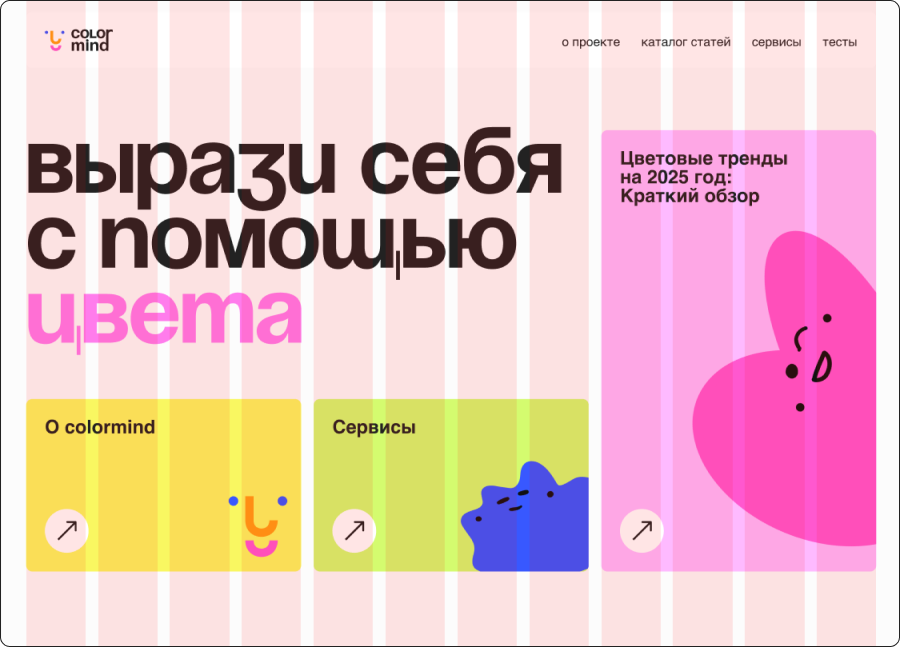 color
mind
о проекте
каталог статей
сервисы
тесты
вырази себя
с помощью
цвета
Цветовые тренды
на 2025 год:
Краткий обзор
О colormind
Сервисы